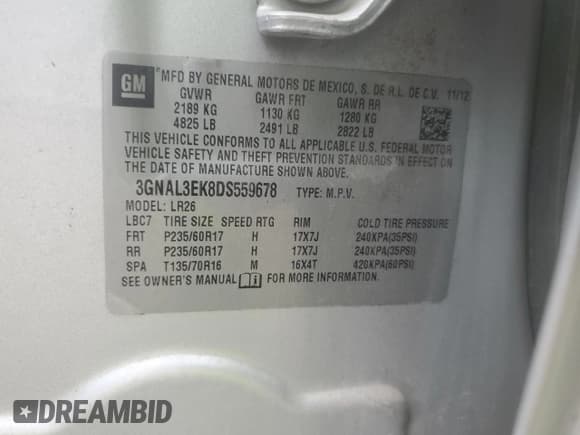 GM
® MFD BY GENERAL MOTORS DE MEXICO, S. DE R.L. DE C.V. 11/12
GVWR GAWR FRT GAWR RR
2189 KG 1130 KG 1280 KG
4825 LB 2491 LB 2822 LB
THIS VEHICLE CONFORMS TO ALL APPLICABLE U.S. FEDERAL MOTOR
VEHICLE SAFETY AND THEFT PREVENTION STANDARDS IN EFFECT ON
THE DATE OF MANUFACTURE SHOWN ABOVE.
3GNAL3EK8DS559678 TYPE: M.P.V.
MODEL: LR26
LBC7 TIRE SIZE SPEED RTG RIM COLD TIRE PRESSURE
FRT P235/60R17 H 17X7J 240KPA(35PSI)
RR P235/60R17 H 17X7J 240KPA(35PSI)
SPA T135/70R16 M 16X4T 420KPA(60PSI)
SEE OWNER'S MANUAL FOR MORE INFORMATION.
DREAMBID